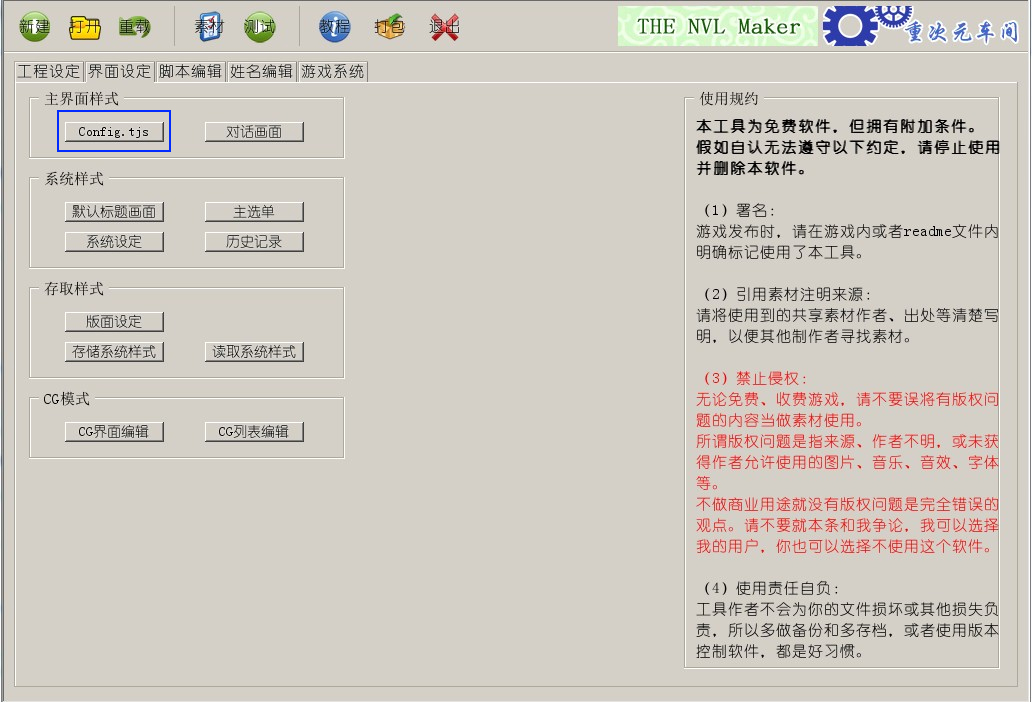 新建 打开 重载 素材 测试 教程 打包 退出 THE NVL Maker 重次元车间
工程设定 界面设定 脚本编辑 姓名编辑 游戏系统
主界面样式
Config.tjs 对话画面
系统样式
默认标题画面 主选单
系统设定 历史记录
存取样式
版面设定
存储系统样式 读取系统样式
CG模式
CG界面编辑 CG列表编辑
使用规约
本工具为免费软件，但拥有附加条件。
假如自认无法遵守以下约定，请停止使用
并删除本软件。
（1）署名：
游戏发布时，请在游戏内或者readme文件内
明确标记使用了本工具。
（2）引用素材注明来源：
请将使用到的共享素材作者、出处等清楚写
明，以便其他制作者寻找素材。
（3）禁止侵权：
无论免费、收费游戏，请不要误将有版权问
题的内容当做素材使用。
所谓版权问题是指来源、作者不明，或未获
得作者允许使用的图片、音乐、音效、字体
等。
不做商业用途就没有版权问题是完全错误的
观点。请不要就本条和我争论，我可以选择
我的用户，你也可以选择不使用这个软件。
（4）使用责任自负：
工具作者不会为你的文件损坏或其他损失负
责，所以多做备份和多存档，或者使用版本
控制软件，都是好习惯。